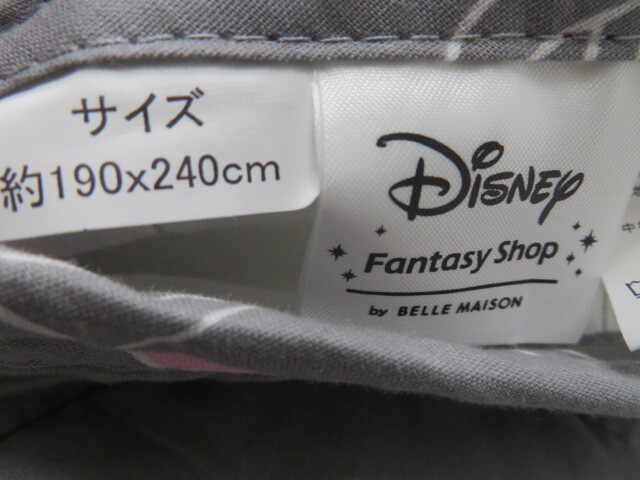 サイズ
約190x240cm
DISNEY
Fantasy Shop
by BELLE MAISON